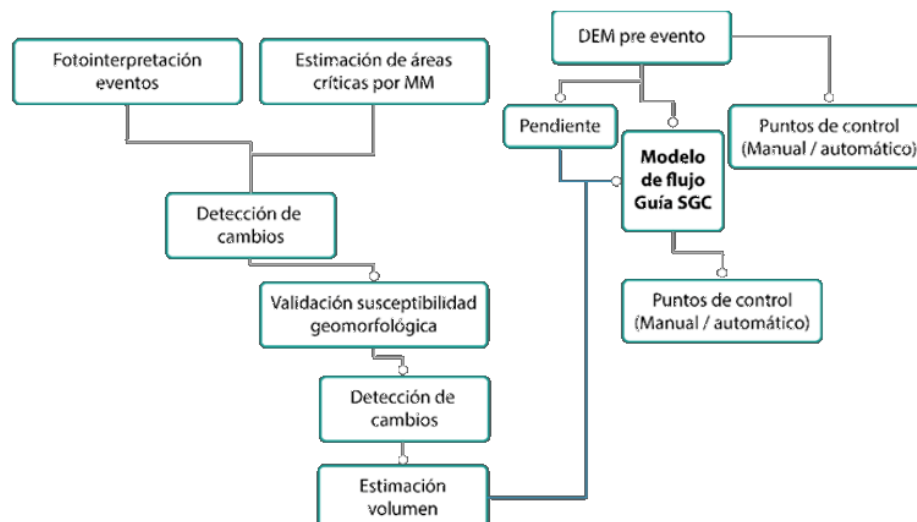 Fotointerpretación
eventos
Estimación de áreas
críticas por MM
DEM pre evento
Pendiente
Puntos de control
(Manual / automático)
Modelo
de flujo
Guía SGC
Detección de
cambios
Validación susceptibilidad
geomorfológica
Puntos de control
(Manual / automático)
Detección de
cambios
Estimación
volumen